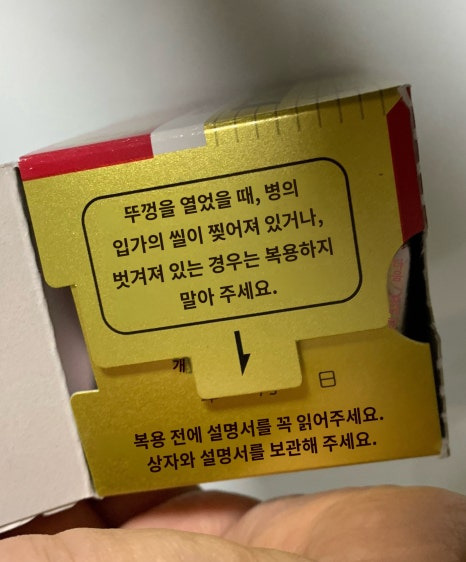 뚜껑을 열었을 때, 병의
입가의 씰이 찢어져 있거나,
벗겨져 있는 경우는 복용하지
말아 주세요.
개
복용 전에 설명서를 꼭 읽어주세요.
상자와 설명서를 보관해 주세요.